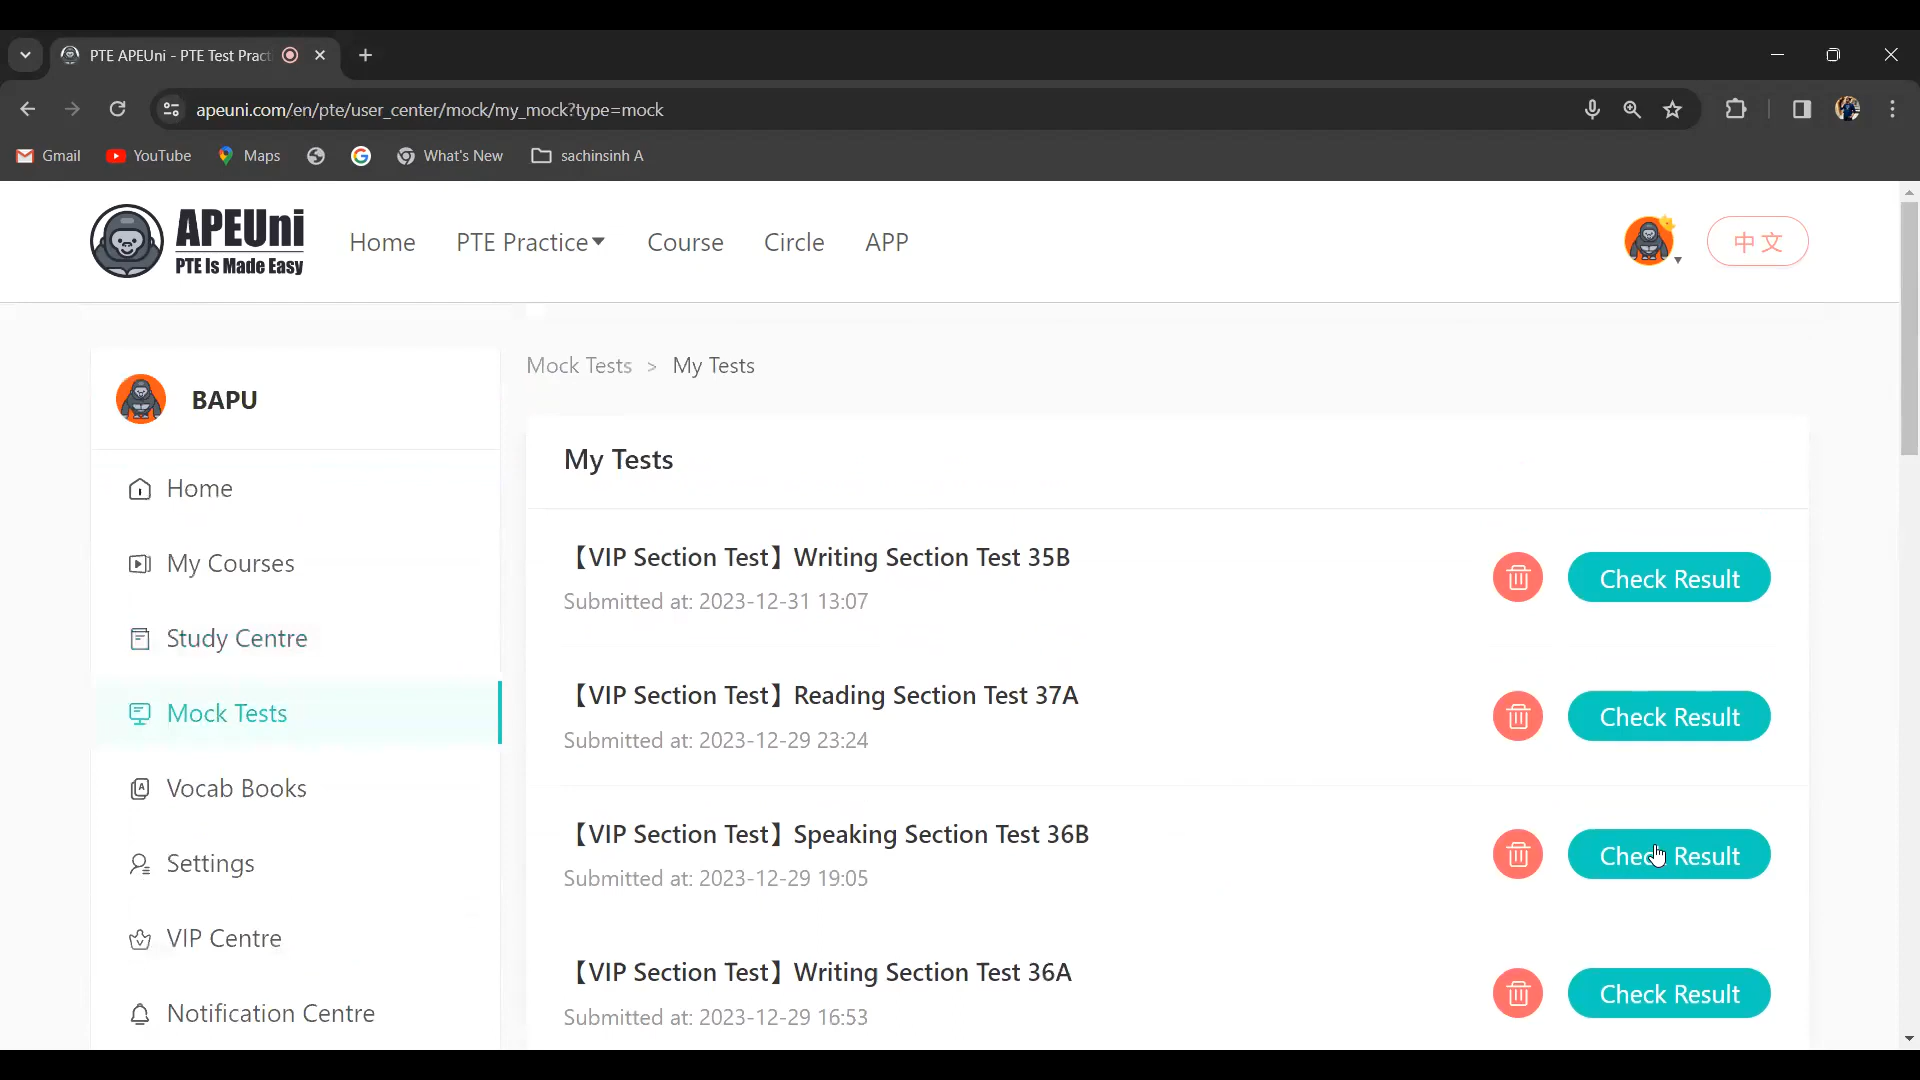 PTE APEUni - PTE Test Pract
apeuni.com/en/pte/user_center/mock/my_mock?type=mock
Gmail
YouTube
Maps
What's New
sachinsinh A
APEUni
PTE Is Made Easy
Home
PTE Practice
Course
Circle
APP
中文
BAPU
Home
My Courses
Study Centre
Mock Tests
Vocab Books
Settings
VIP Centre
Notification Centre
Mock Tests > My Tests
My Tests
【VIP Section Test】Writing Section Test 35B
Submitted at: 2023-12-31 13:07
Check Result
【VIP Section Test】Reading Section Test 37A
Submitted at: 2023-12-29 23:24
Check Result
【VIP Section Test】Speaking Section Test 36B
Submitted at: 2023-12-29 19:05
Check Result
【VIP Section Test】Writing Section Test 36A
Submitted at: 2023-12-29 16:53
Check Result